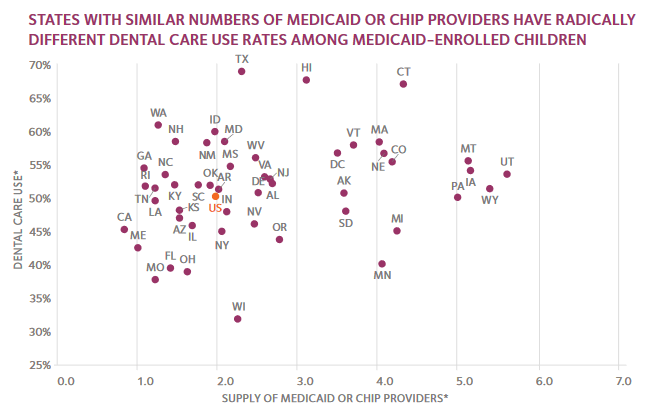 STATES WITH SIMILAR NUMBERS OF MEDICAID OR CHIP PROVIDERS HAVE RADICALLY
DIFFERENT DENTAL CARE USE RATES AMONG MEDICAID-ENROLLED CHILDREN
70%
65%
60%
55%
50%
45%
40%
35%
30%
25%
DENTAL CARE USE*
TX
HI
CT
WA
ID
NH
MD
MA
VT
NM
MS
WV
DC
NE
CO
MT
GA
NC
VA
NJ
IA
UT
RI
OK
AR
DE
AK
TN
KY
SC
AL
PA
WY
LA
KS
US
IN
SD
CA
AZ
IL
NV
MI
ME
NY
OR
FL
MO
OH
MN
WI
0.0
1.0
2.0
3.0
4.0
5.0
6.0
7.0
SUPPLY OF MEDICAID OR CHIP PROVIDERS*